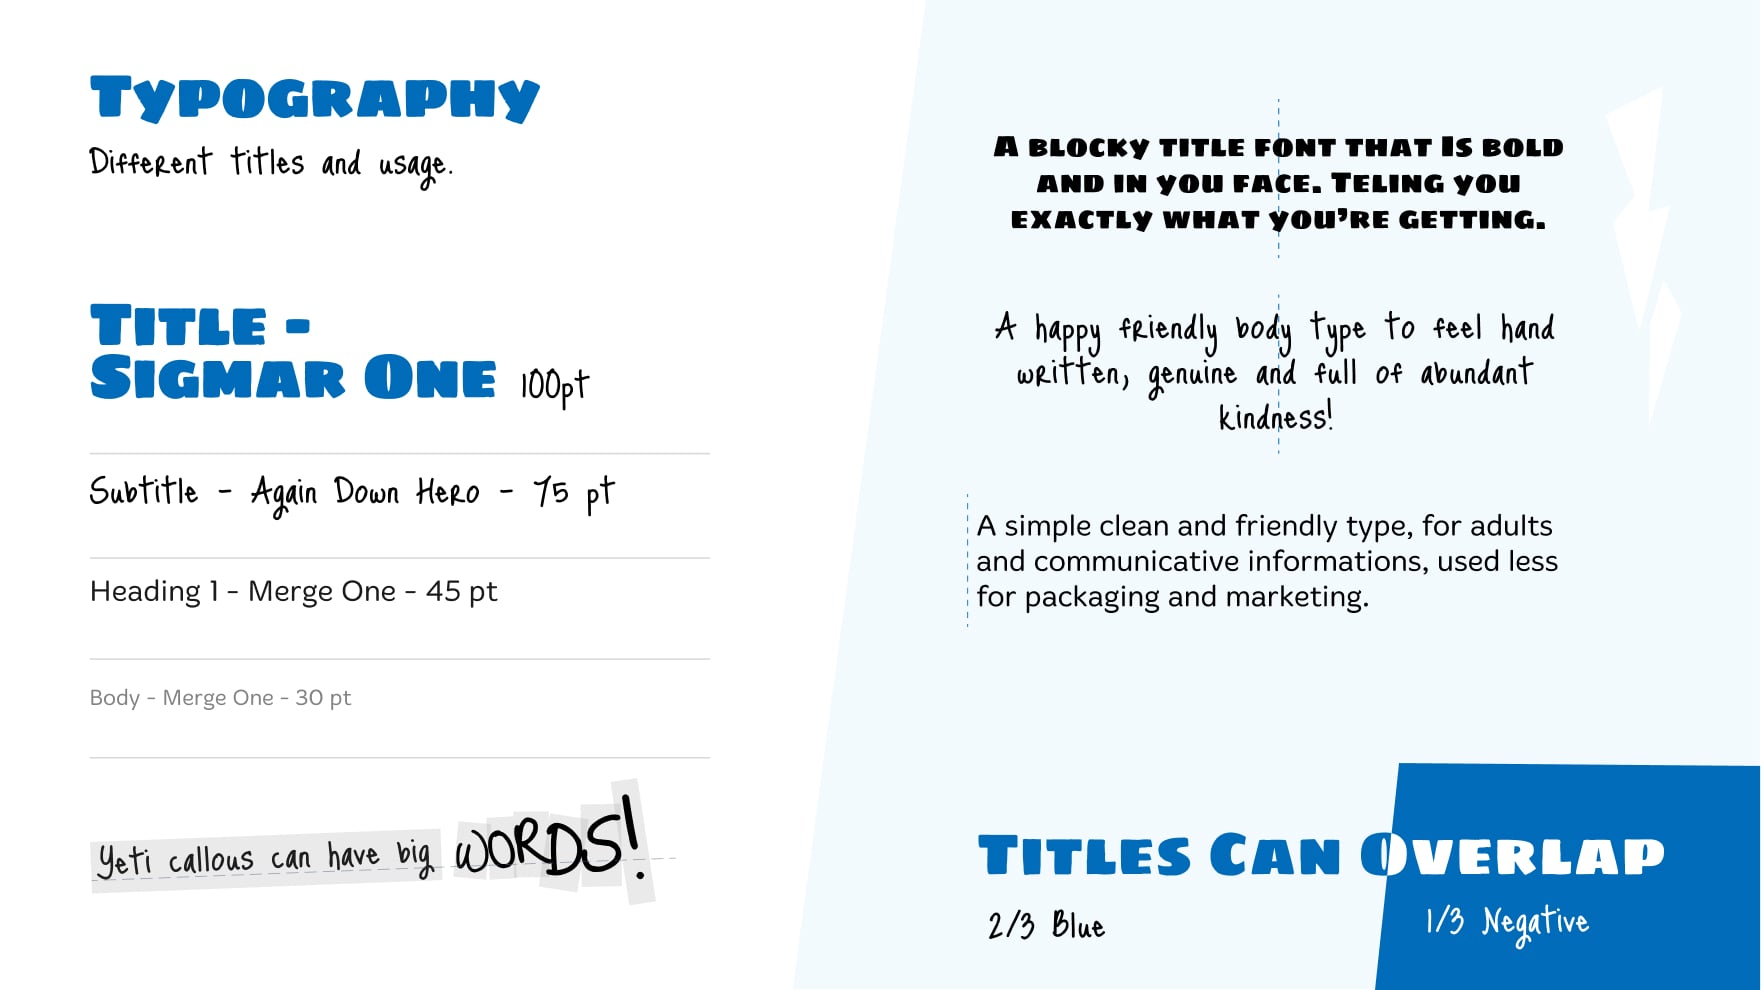 Typography
Different titles and usage.
Title -
Sigmar One 100pt
Subtitle - Again Down Hero - 75 pt
Heading 1 - Merge One - 45 pt
Body - Merge One - 30 pt
Yeti callous can have big WORDS!
A blocky title font that Is bold
and in you face. Teling you
exactly what you're getting.
A happy friendly body type to feel hand
written, genuine and full of abundant
kindness!
A simple clean and friendly type, for adults
and communicative informations, used less
for packaging and marketing.
Titles Can Overlap
2/3 Blue
1/3 Negative